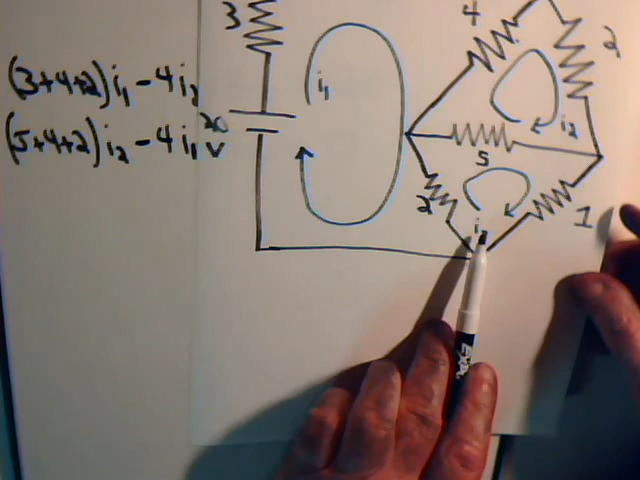 (3+4+2)i₁ - 4i₂
(5+4+2)i₂ - 4i₁
3
20
V
i₁
4
2
i₂
5
2
1
i
EXPO